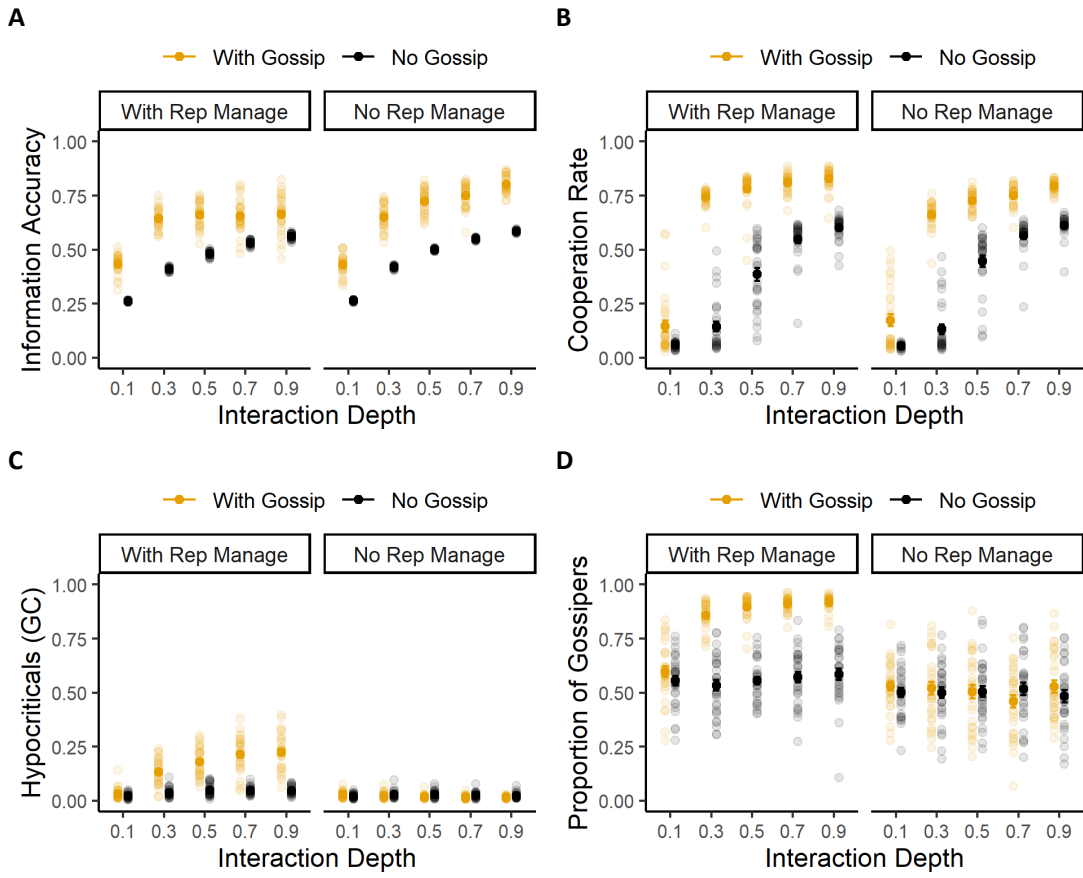 A
With Gossip No Gossip
With Rep Manage No Rep Manage
Information Accuracy
1.00
0.75
0.50
0.25
0.00
0.1 0.3 0.5 0.7 0.9 0.1 0.3 0.5 0.7 0.9
Interaction Depth
B
With Gossip No Gossip
With Rep Manage No Rep Manage
Cooperation Rate
1.00
0.75
0.50
0.25
0.00
0.1 0.3 0.5 0.7 0.9 0.1 0.3 0.5 0.7 0.9
Interaction Depth
C
With Gossip No Gossip
With Rep Manage No Rep Manage
Hypocriticals (GC)
1.00
0.75
0.50
0.25
0.00
0.1 0.3 0.5 0.7 0.9 0.1 0.3 0.5 0.7 0.9
Interaction Depth
D
With Gossip No Gossip
With Rep Manage No Rep Manage
Proportion of Gossipers
1.00
0.75
0.50
0.25
0.00
0.1 0.3 0.5 0.7 0.9 0.1 0.3 0.5 0.7 0.9
Interaction Depth